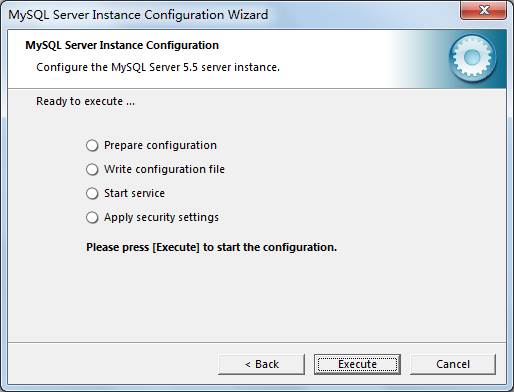 MySQL Server Instance Configuration Wizard
MySQL Server Instance Configuration
Configure the MySQL Server 5.5 server instance.
Ready to execute ...
Prepare configuration
Write configuration file
Start service
Apply security settings
Please press [Execute] to start the configuration.
< Back
Execute
Cancel